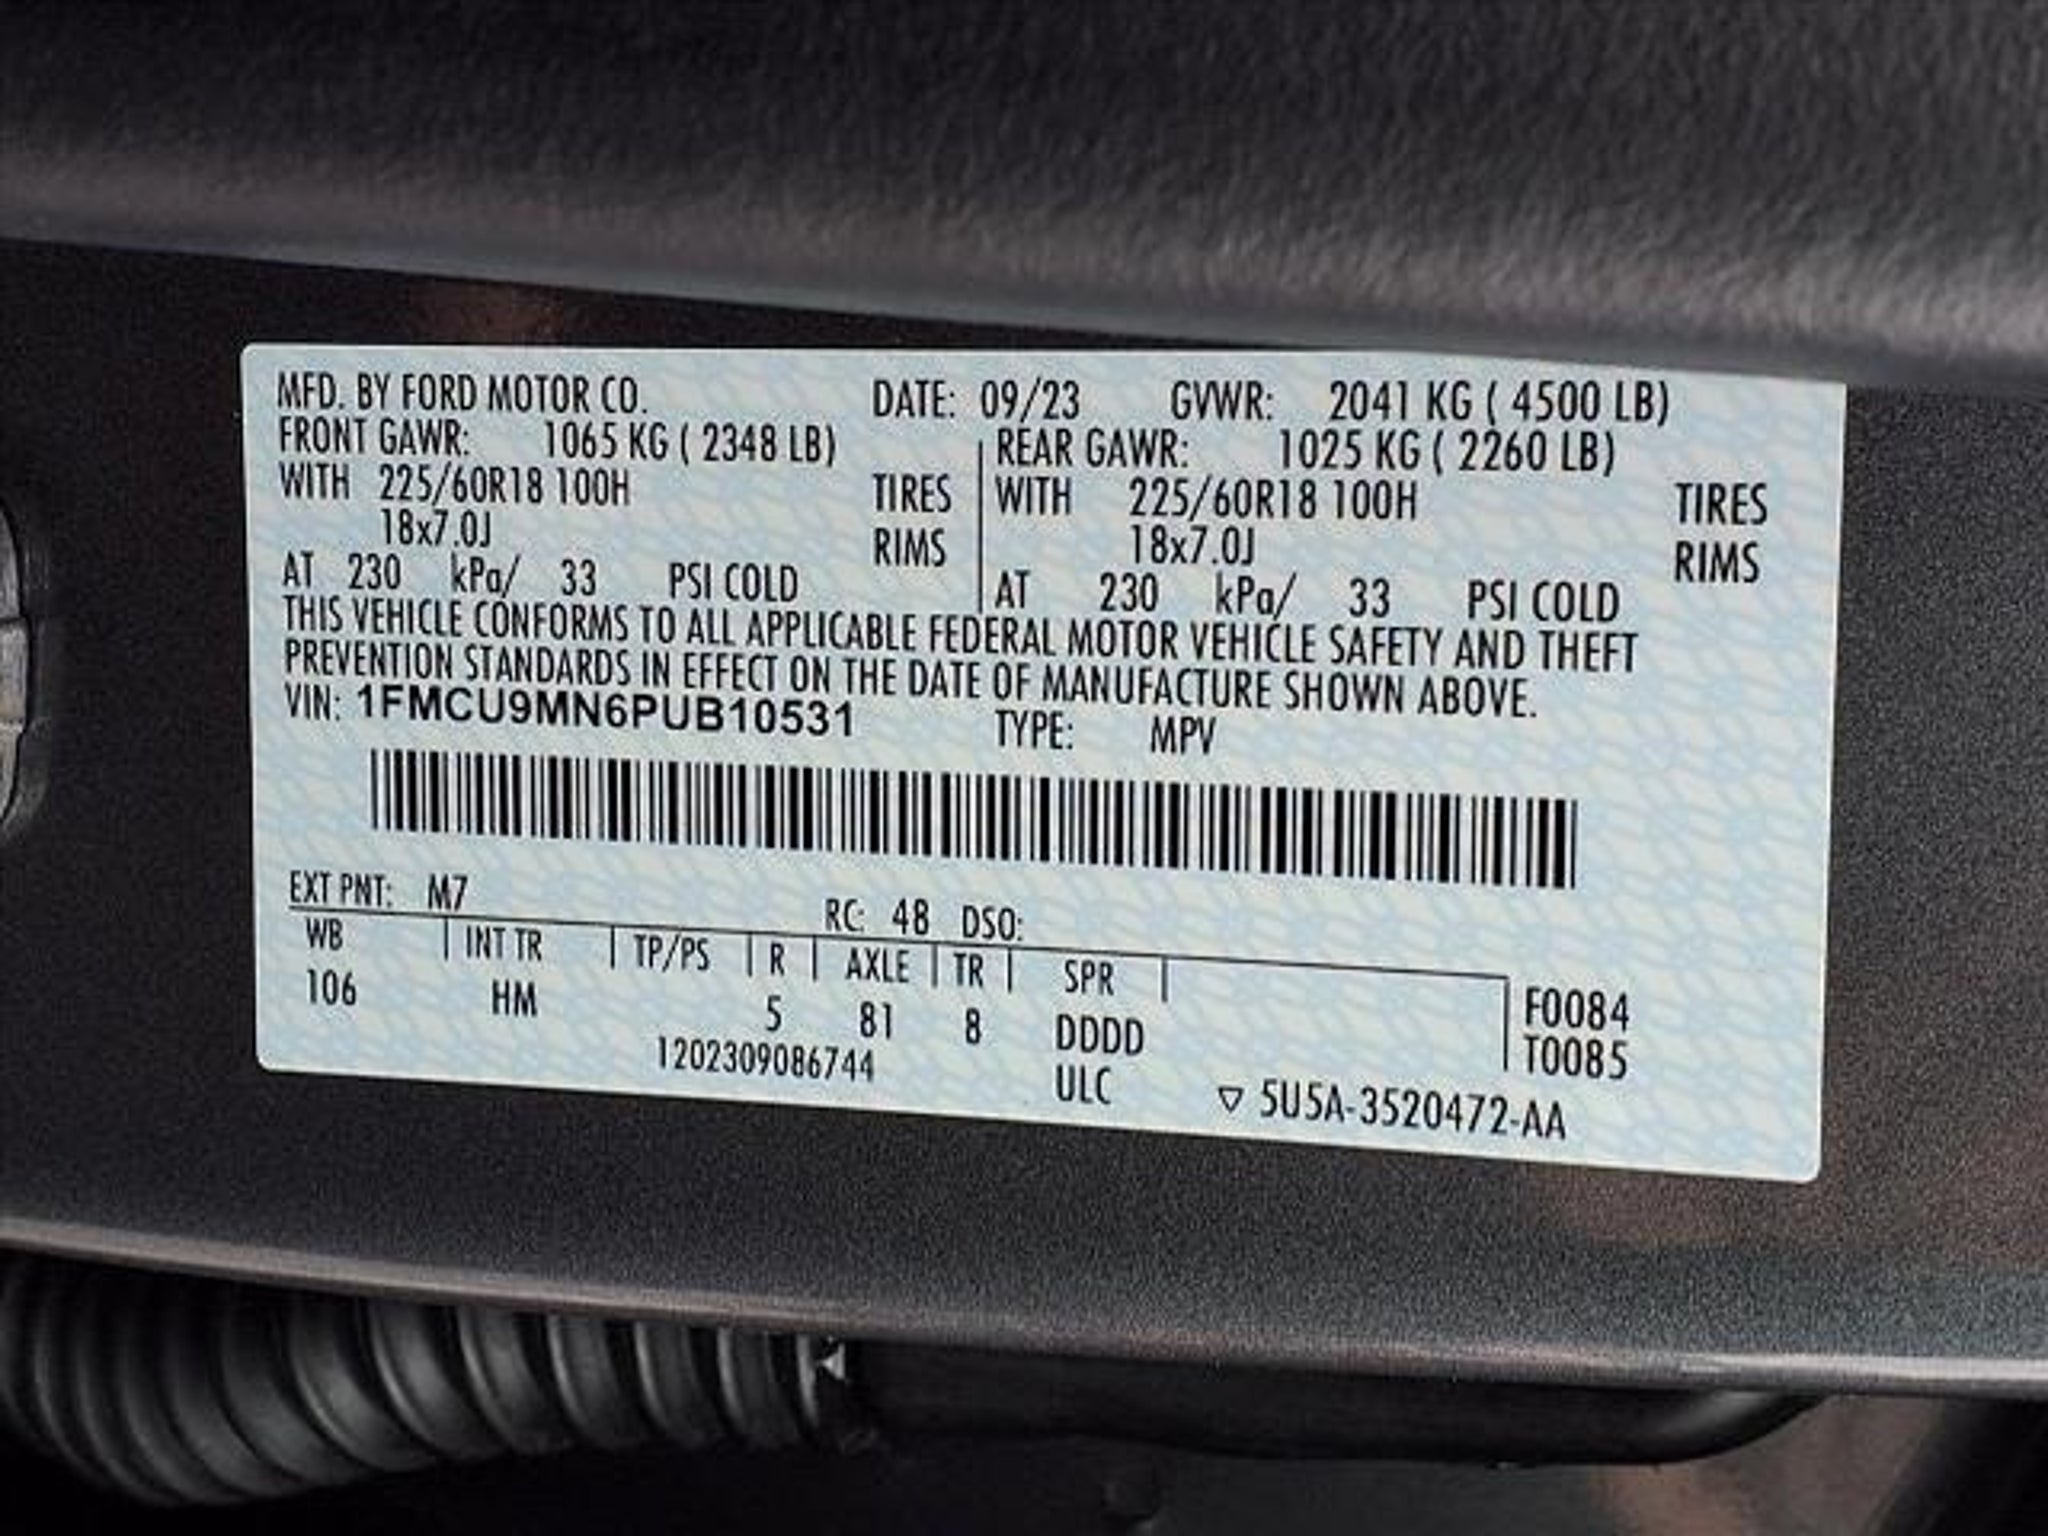 MFD. BY FORD MOTOR CO. DATE: 09/23 GVWR: 2041 KG ( 4500 LB)
FRONT GAWR: 1065 KG ( 2348 LB) REAR GAWR: 1025 KG ( 2260 LB)
WITH 225/60R18 100H TIRES WITH 225/60R18 100H TIRES
18x7.0J RIMS 18x7.0J RIMS
AT 230 kPa/ 33 PSI COLD AT 230 kPa/ 33 PSI COLD
THIS VEHICLE CONFORMS TO ALL APPLICABLE FEDERAL MOTOR VEHICLE SAFETY AND THEFT
PREVENTION STANDARDS IN EFFECT ON THE DATE OF MANUFACTURE SHOWN ABOVE.
VIN: 1FMCU9MN6PUB10531 TYPE: MPV
EXT PNT: M7 RC: 48 DSO:
WB INT TR TP/PS R AXLE TR SPR
106 HM 5 81 8 DDDD F0084
1202309086744 ULC T0085
▽ 5U5A-3520472-AA